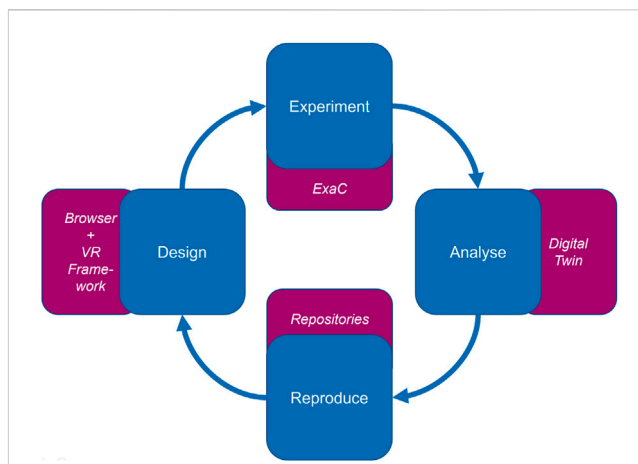 Experiment
ExaC
Browser
+
VR
Frame-
work
Design
Analyse
Digital
Twin
Repositories
Reproduce